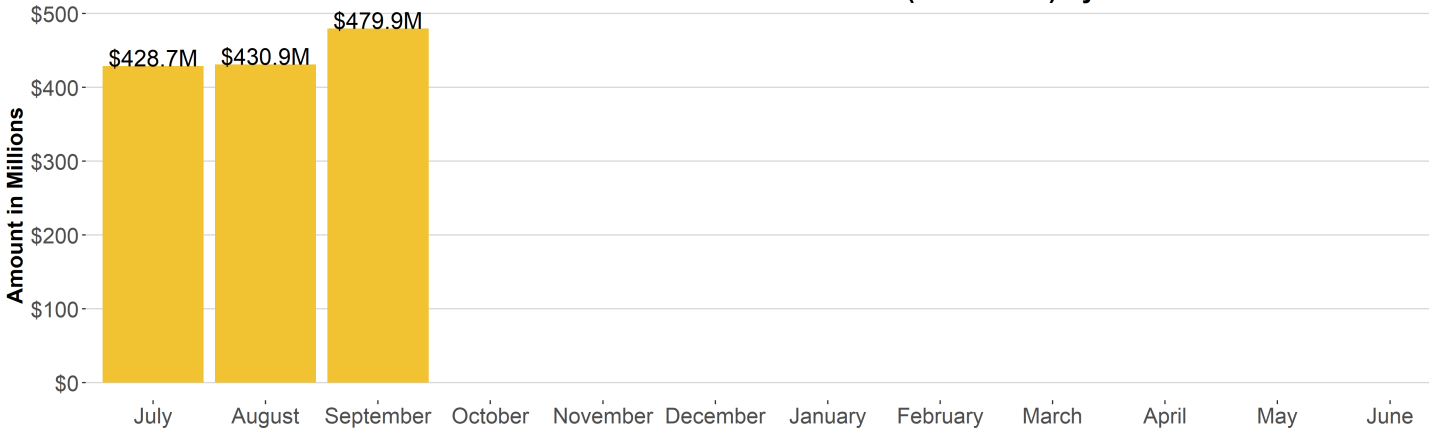 $500
$479.9M
$428.7M $430.9M
$400
$300
$200
$100
$0
Amount in Millions
July August September October November December January February March April May June